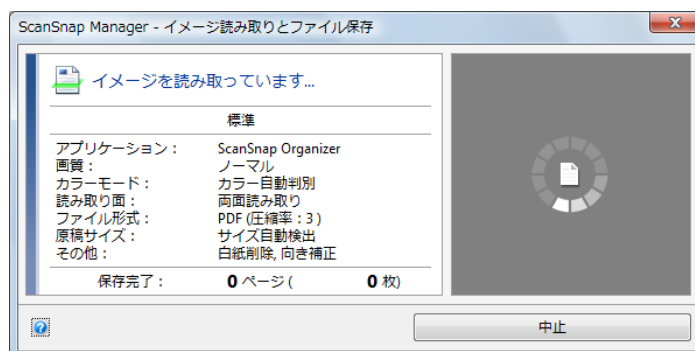 ScanSnap Manager - イメージ読み取りとファイル保存
イメージを読み取っています...
標準
アプリケーション： ScanSnap Organizer
画質： ノーマル
カラーモード： カラー自動判別
読み取り面： 両面読み取り
ファイル形式： PDF (圧縮率：3)
原稿サイズ： サイズ自動検出
その他： 白紙削除, 向き補正
保存完了： 0 ページ ( 0 枚)
中止